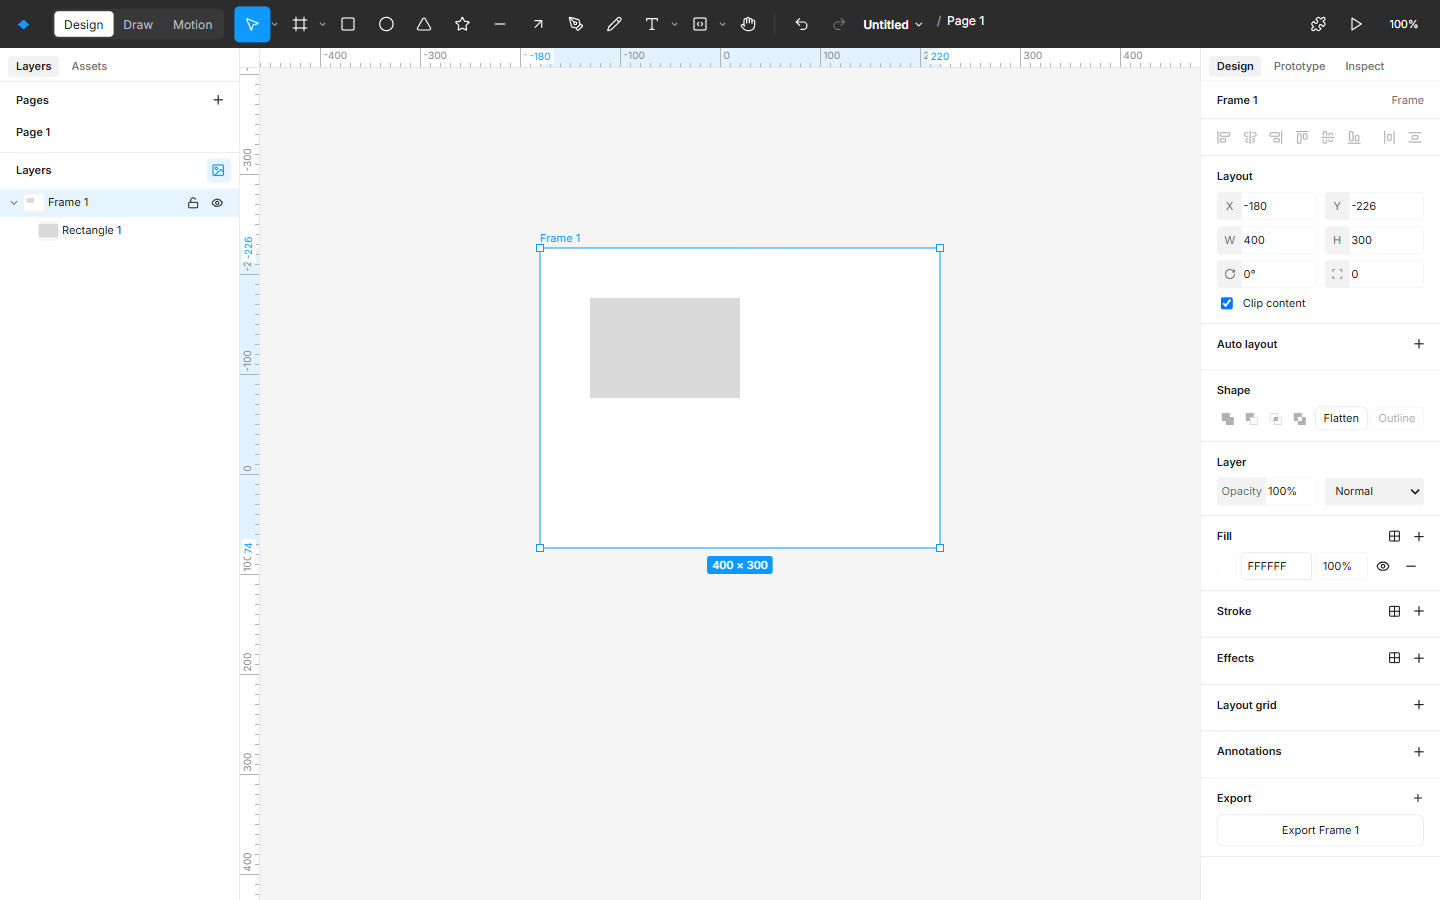 Design
Draw
Motion
Untitled
/ Page 1
100%
Layers
Assets
Pages
Page 1
Layers
Frame 1
Rectangle 1
-400
-300
-180
-100
0
100
220
300
400
-300
-226
-100
0
74
200
300
400
Frame 1
400 × 300
Design
Prototype
Inspect
Frame 1
Frame
Layout
X -180
Y -226
W 400
H 300
0°
0
Clip content
Auto layout
Shape
Flatten
Outline
Layer
Opacity 100%
Normal
Fill
FFFFFF
100%
Stroke
Effects
Layout grid
Annotations
Export
Export Frame 1